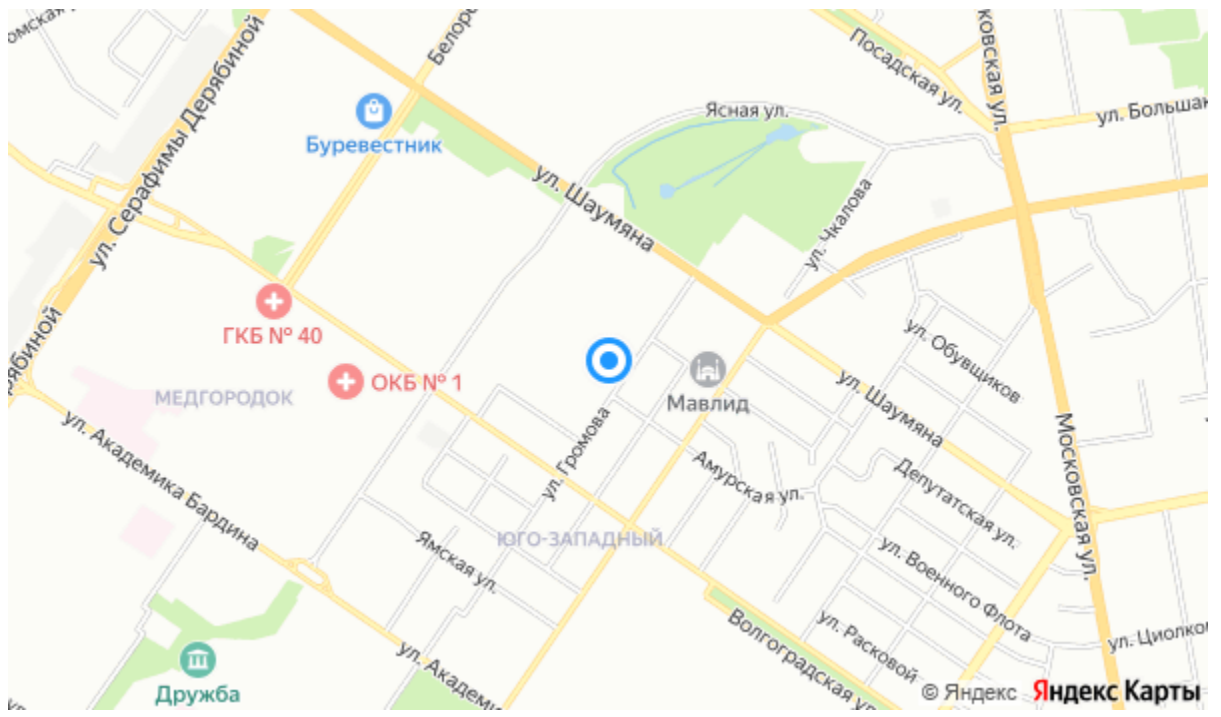 омская
ул. Серафимы Дерябиной
Белор
Буревестник
Ясная ул.
Посадская ул.
ковская ул.
ул. Большак
ул. Шаумяна
ул. Чкалова
ГКБ № 40
ОКБ № 1
рябиной
МЕДГОРОДОК
Мавлид
ул. Обувщиков
ул. Шаумяна
ул. Академика Бардина
ул. Громова
Амурская ул.
Депутатская ул.
Московская ул.
ЮГО-ЗАПАДНЫЙ
Ямская ул.
ул. Военного Флота
ул. Расковой
Волгоградская ул
ул. Циолко
ул. Академи
Дружба
© Яндекс Яндекс Карты